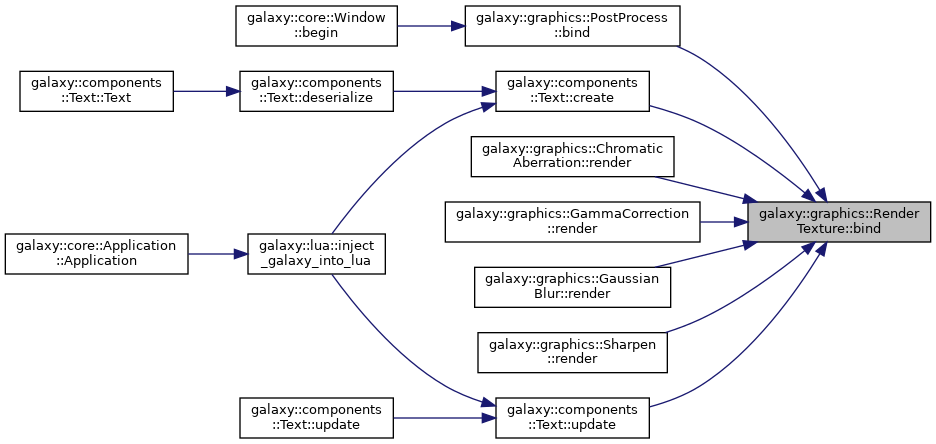 galaxy::core::Window
::begin
galaxy::graphics::PostProcess
::bind
galaxy::components
::Text::Text
galaxy::components
::Text::deserialize
galaxy::components
::Text::create
galaxy::graphics::Chromatic
Aberration::render
galaxy::graphics::GammaCorrection
::render
galaxy::graphics::Render
Texture::bind
galaxy::core::Application
::Application
galaxy::lua::inject
_galaxy_into_lua
galaxy::graphics::Gaussian
Blur::render
galaxy::graphics::Sharpen
::render
galaxy::components
::Text::update
galaxy::components
::Text::update